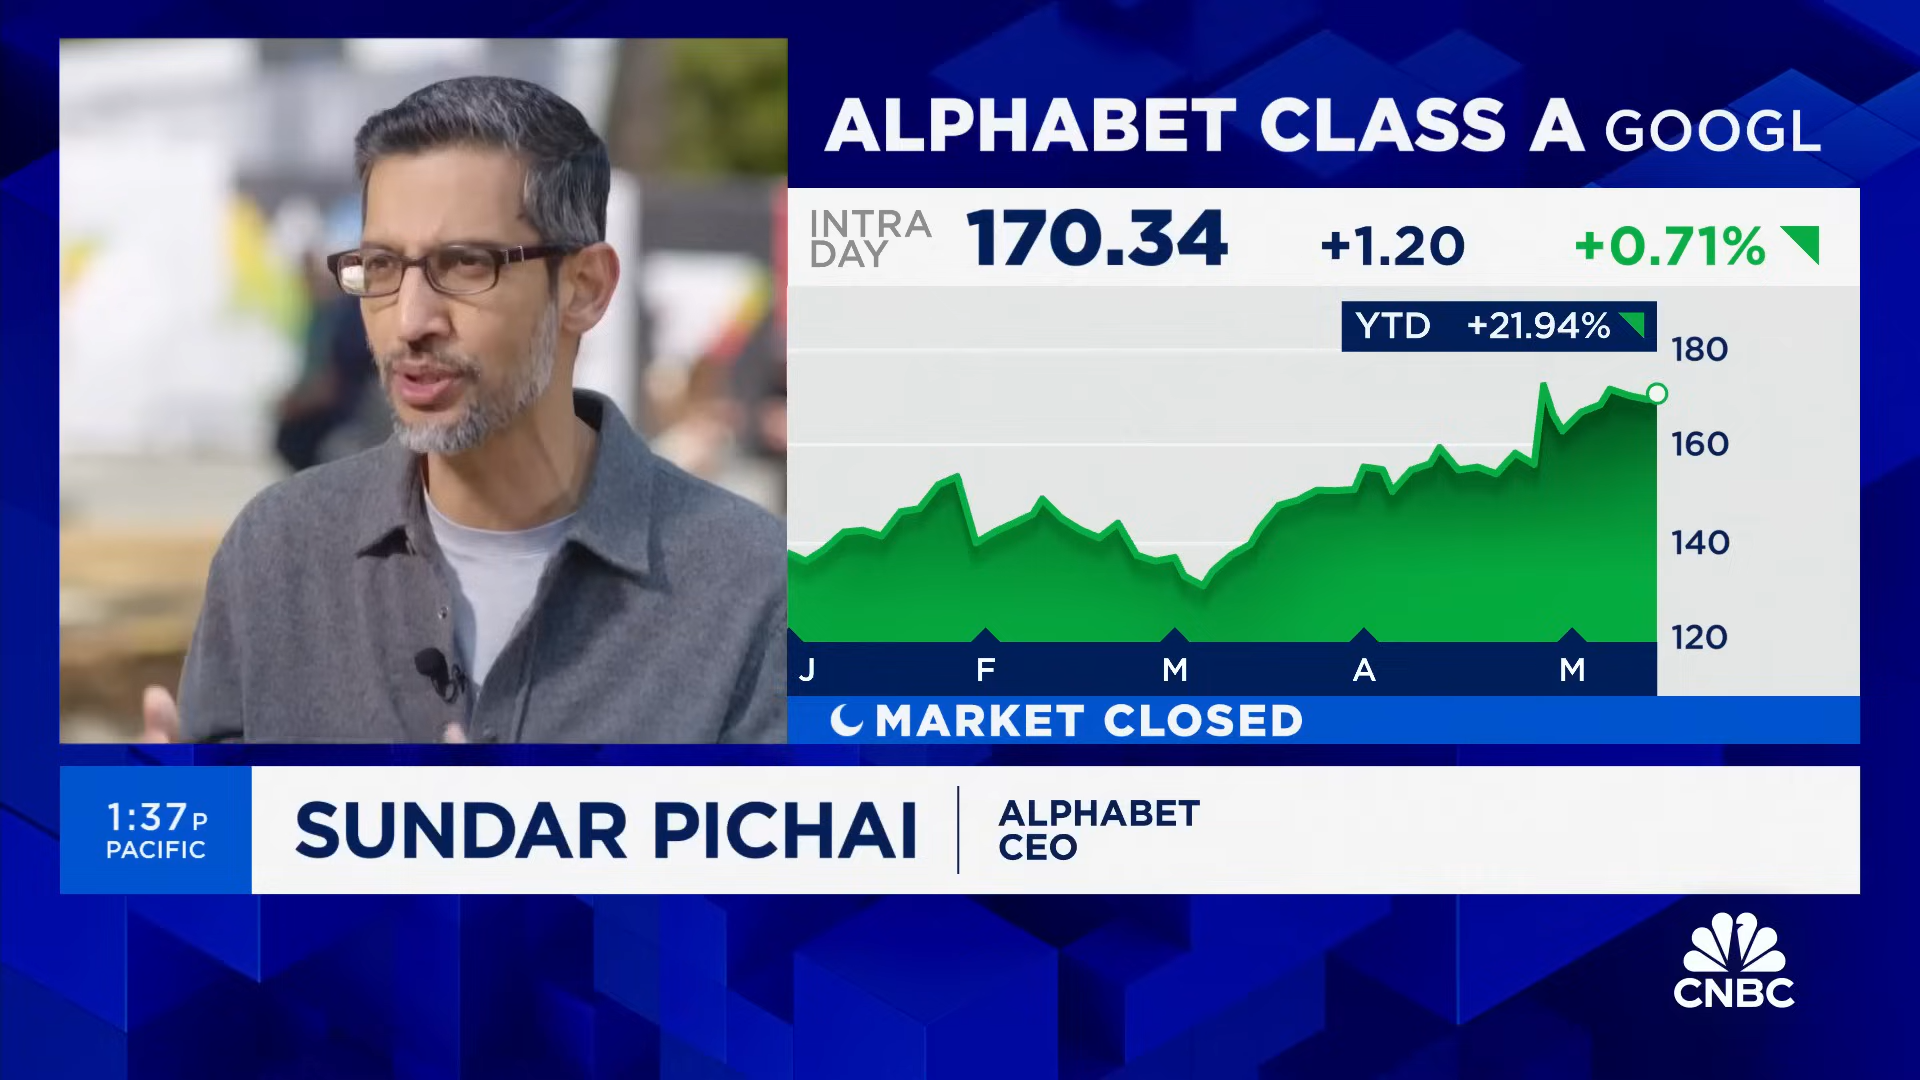 ALPHABET CLASS A GOOGL
INTRA
DAY
170.34 +1.20 +0.71%
YTD +21.94%
180
160
140
120
J F M A M
MARKET CLOSED
1:37P
PACIFIC
SUNDAR PICHAI
ALPHABET
CEO
CNBC